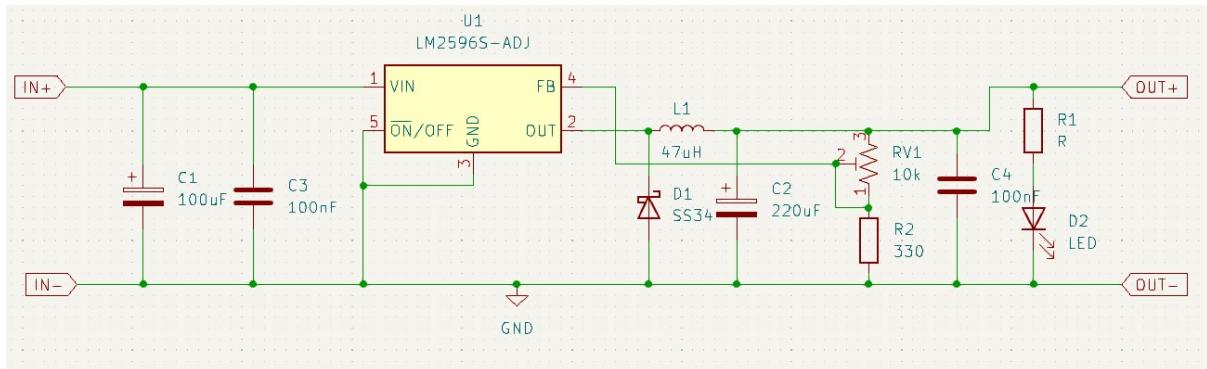 U1
LM2596S-ADJ
IN+
1
VIN
FB
4
5
ON/OFF
GND
OUT
2
3
L1
47uH
C1
100uF
C3
100nF
D1
SS34
C2
220uF
3
2
1
RV1
10k
R2
330
C4
100nF
OUT+
R1
R
D2
LED
IN-
GND
OUT-